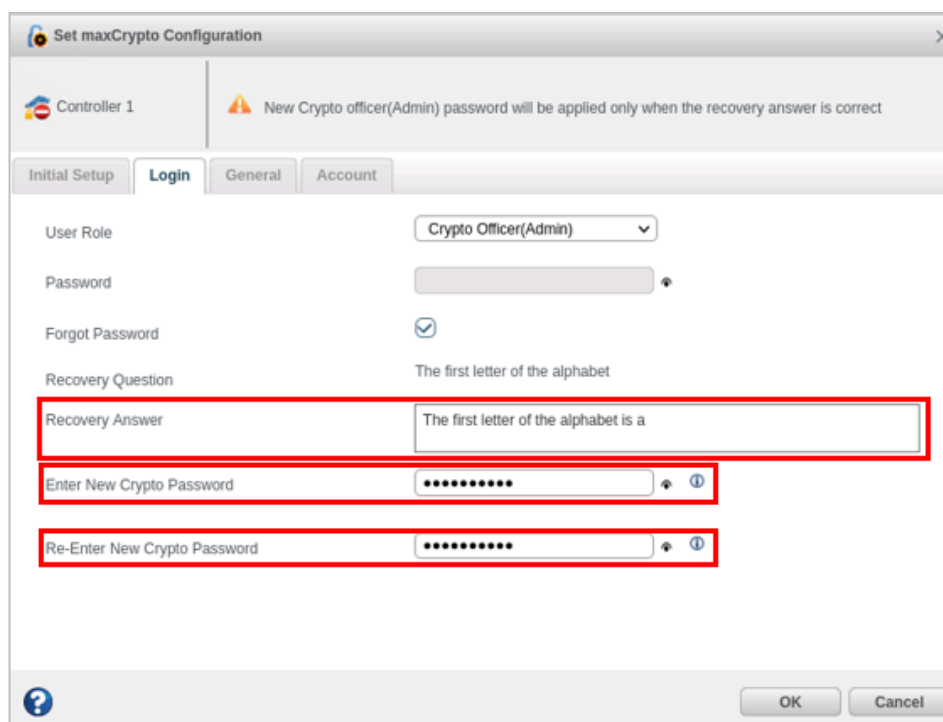 Set maxCrypto Configuration
Controller 1
New Crypto officer(Admin) password will be applied only when the recovery answer is correct
Initial Setup Login General Account
User Role Crypto Officer(Admin)
Password
Forgot Password
Recovery Question The first letter of the alphabet
Recovery Answer The first letter of the alphabet is a
Enter New Crypto Password ••••••••••
Re-Enter New Crypto Password ••••••••••
OK Cancel